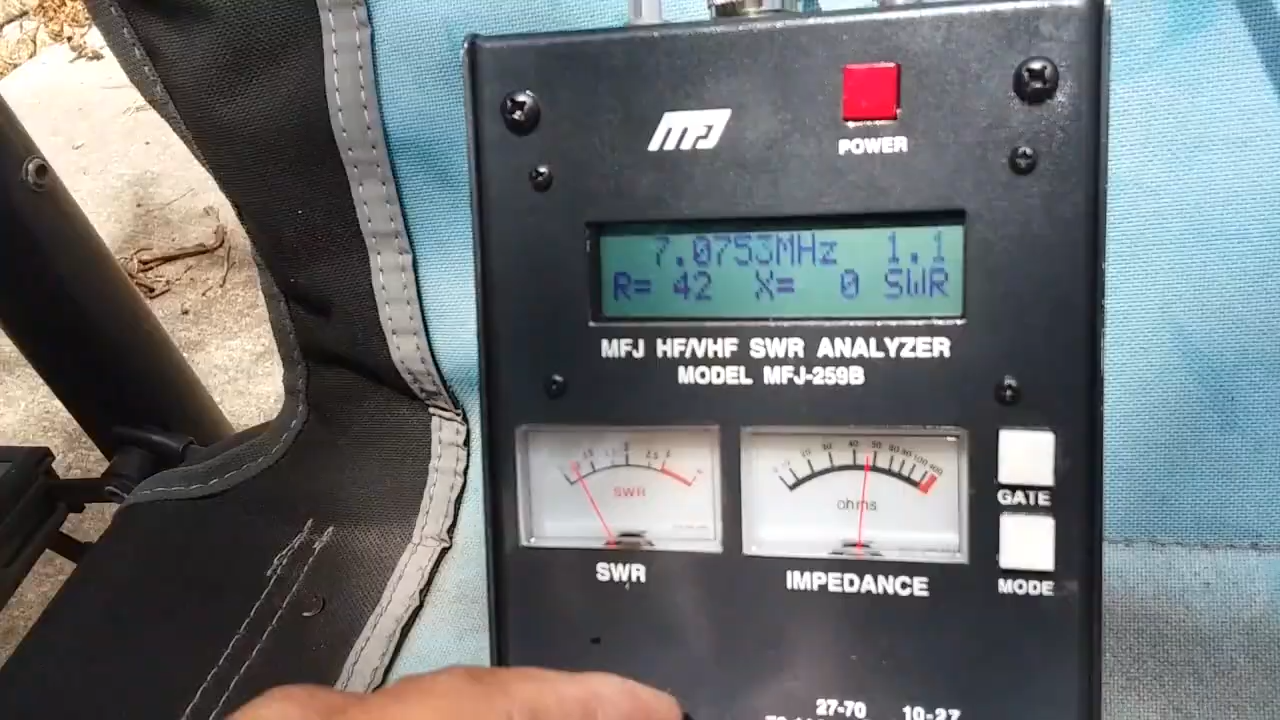 MFJ
POWER
7.0753MHz 1.1
R= 42 X= 0 SWR
MFJ HF/VHF SWR ANALYZER
MODEL MFJ-259B
SWR
ohms
GATE
SWR
IMPEDANCE
MODE
27-70 10-27